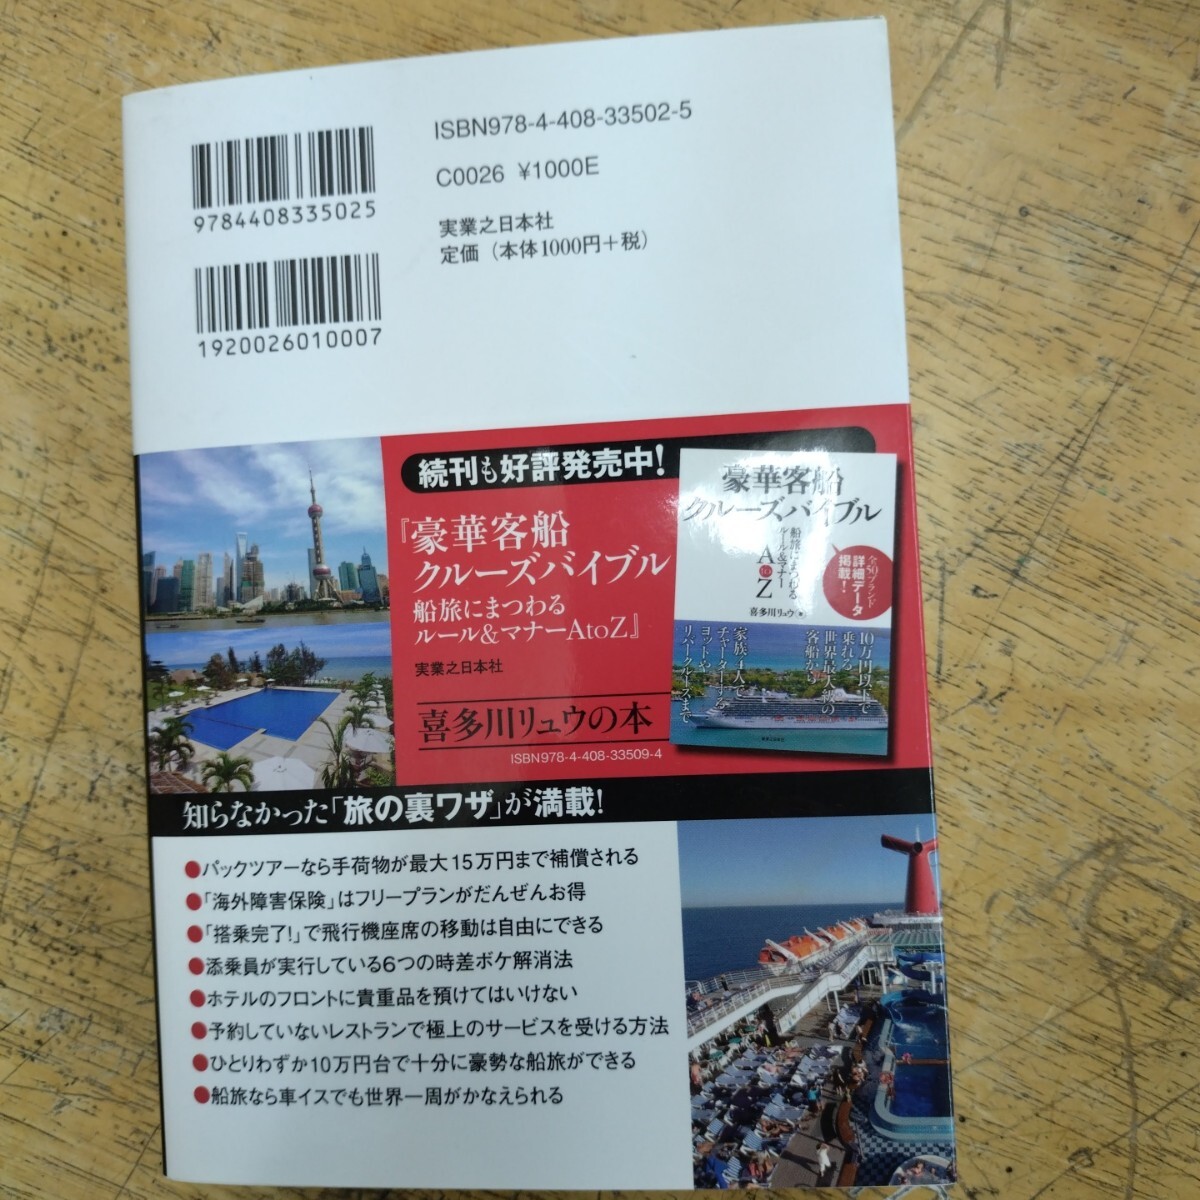 ISBN978-4-408-33502-5
C0026 ¥1000E
実業之日本社
定価（本体1000円＋税）
9784408335025
1920026010007
続刊も好評発売中！
『豪華客船
クルーズバイブル
船旅にまつわる
ルール＆マナーAtoZ』
実業之日本社
喜多川リュウの本
ISBN978-4-408-33509-4
豪華客船
クルーズバイブル
船旅にまつわる
ルール&マナー
A to Z
喜多川リュウ
全50ブランド
詳細データ
掲載！
10万円以下で
乗れる
世界最大級の
客船から
家族4人で
チャーターする
ヨットや
リバークルーズまで
知らなかった「旅の裏ワザ」が満載！
●パックツアーなら手荷物が最大15万円まで補償される
●「海外障害保険」はフリープランがだんぜんお得
●「搭乗完了！」で飛行機座席の移動は自由にできる
●添乗員が実行している6つの時差ボケ解消法
●ホテルのフロントに貴重品を預けてはいけない
●予約していないレストランで極上のサービスを受ける方法
●ひとりわずか10万円台で十分に豪勢な船旅ができる
●船旅なら車イスでも世界一周がかなえられる